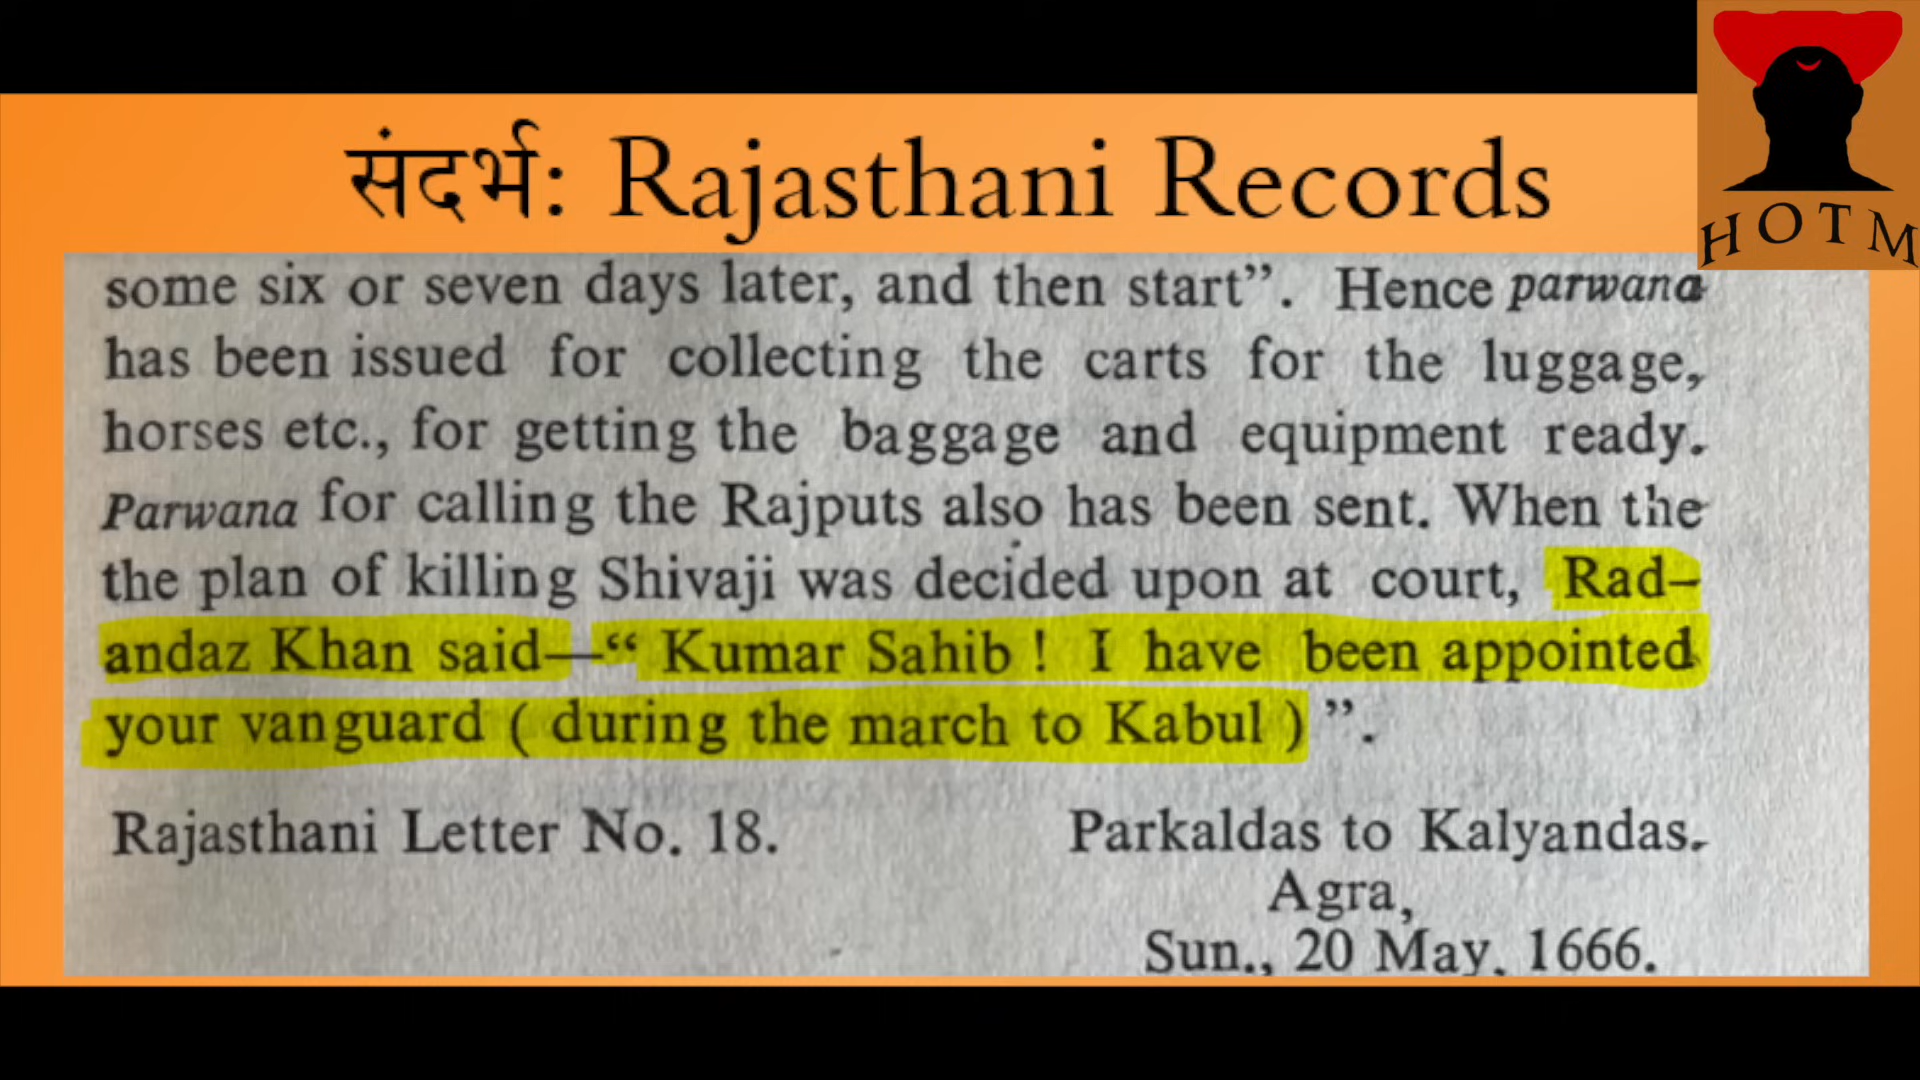 संदर्भ: Rajasthani Records
HOTM
some six or seven days later, and then start”. Hence parwana
has been issued for collecting the carts for the luggage,
horses etc., for getting the baggage and equipment ready.
Parwana for calling the Rajputs also has been sent. When the
the plan of killing Shivaji was decided upon at court, Rad-
andaz Khan said—“ Kumar Sahib ! I have been appointed
your vanguard ( during the march to Kabul ) ”.
Rajasthani Letter No. 18. Parkaldas to Kalyandas.
Agra,
Sun., 20 May, 1666.